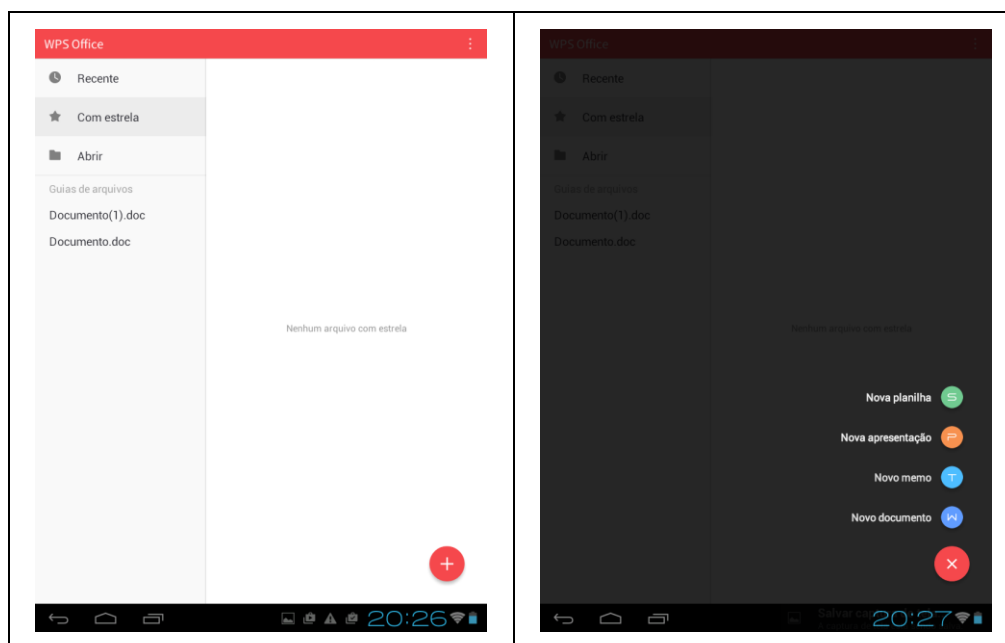 WPS Office
Recente
Com estrela
Abrir
Guias de arquivos
Documento(1).doc
Documento.doc
Nenhum arquivo com estrela
20:26
WPS Office
Recente
Com estrela
Abrir
Guias de arquivos
Documento(1).doc
Documento.doc
Nenhum arquivo com estrela
Nova planilha S
Nova apresentação P
Novo memo T
Novo documento W
Salvar
20:27